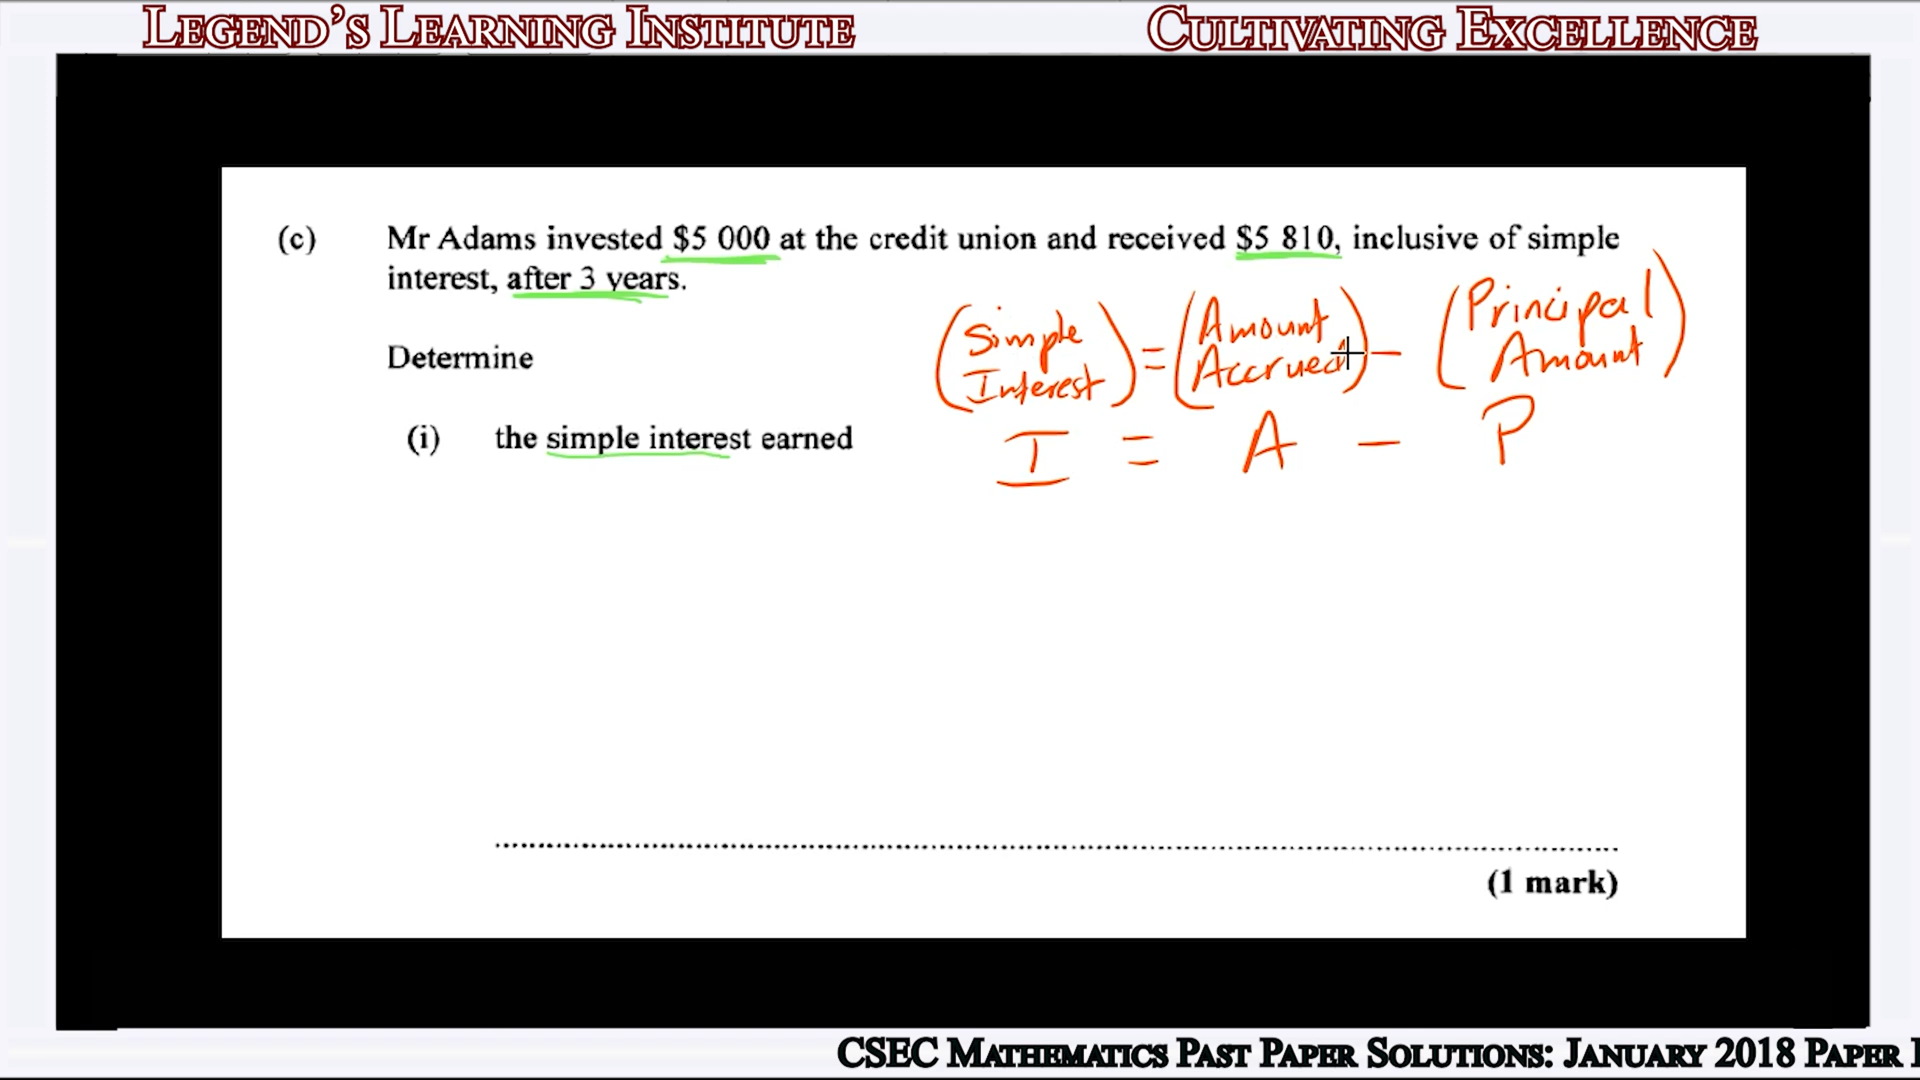 LEGEND'S LEARNING INSTITUTE CULTIVATING EXCELLENCE
(c) Mr Adams invested $5 000 at the credit union and received $5 810, inclusive of simple
interest, after 3 years.
(Simple Interest) = (Amount Accrued) – (Principal Amount)
Determine
I = A – P
(i) the simple interest earned
(1 mark)
CSEC MATHEMATICS PAST PAPER SOLUTIONS: JANUARY 2018 PAPER